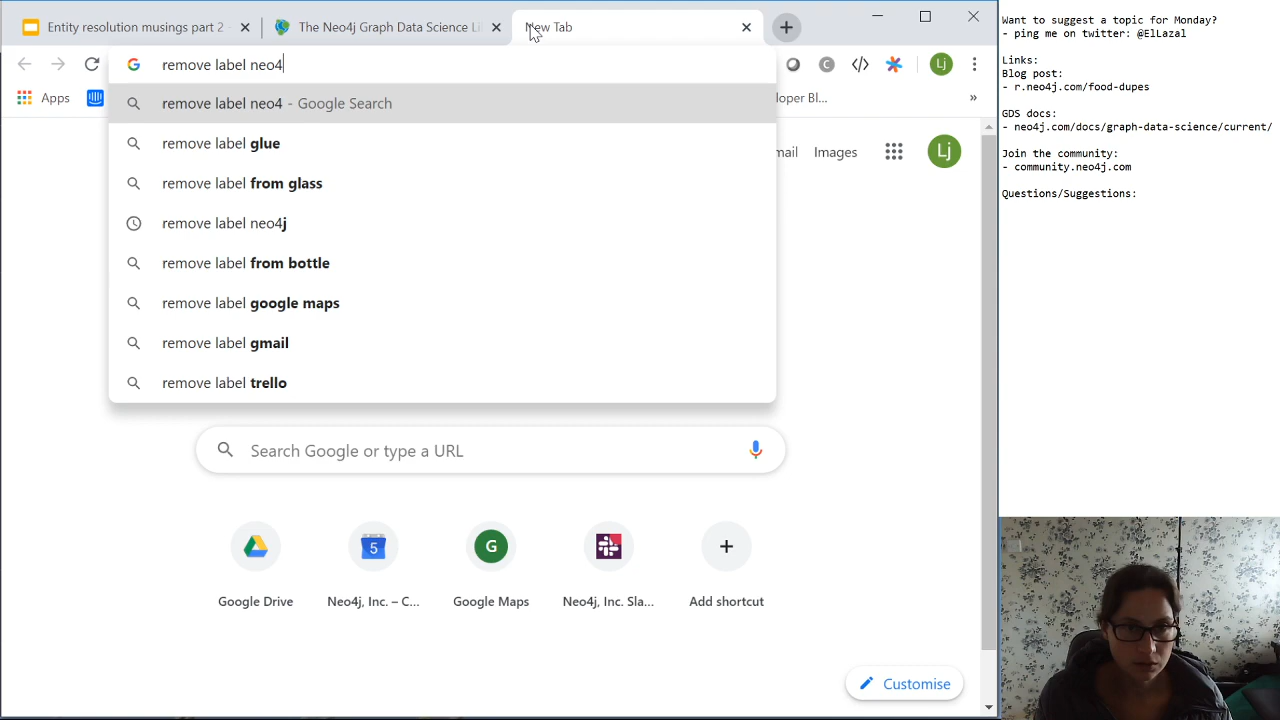 Entity resolution musings part 2
The Neo4j Graph Data Science Li
New Tab
remove label neo4
Lj
Apps
loper Bl...
»
remove label neo4 - Google Search
remove label glue
remove label from glass
remove label neo4j
remove label from bottle
remove label google maps
remove label gmail
remove label trello
mail
Images
Lj
Search Google or type a URL
5
G
Google Drive
Neo4j, Inc. – C...
Google Maps
Neo4j, Inc. Sla...
Add shortcut
Customise
Want to suggest a topic for Monday?
- ping me on twitter: @ElLazal
Links:
Blog post:
- r.neo4j.com/food-dupes
GDS docs:
- neo4j.com/docs/graph-data-science/current/
Join the community:
- community.neo4j.com
Questions/Suggestions: